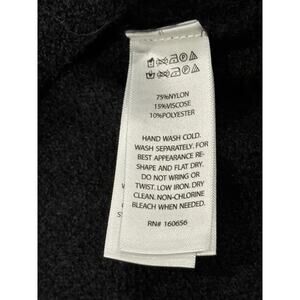 75%NYLON
15%VISCOSE
10%POLYESTER
HAND WASH COLD.
WASH SEPARATELY. FOR
BEST APPEARANCE RE-
SHAPE AND FLAT DRY.
DO NOT WRING OR
TWIST. LOW IRON. DRY
CLEAN. NON-CHLORINE
BLEACH WHEN NEEDED.
RN# 160656